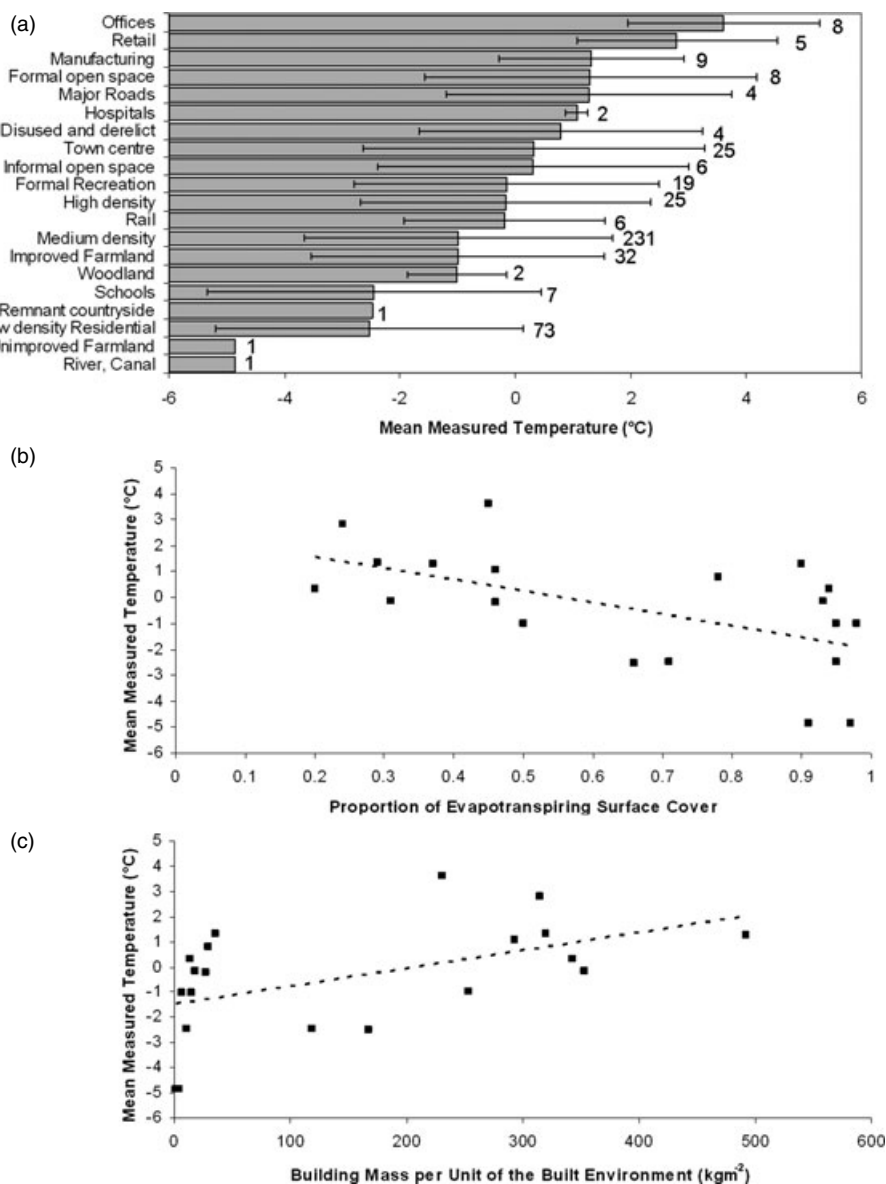 (a)
Offices 8
Retail 5
Manufacturing 9
Formal open space 8
Major Roads 4
Hospitals 2
Disused and derelict 4
Town centre 25
Informal open space 6
Formal Recreation 19
High density 25
Rail 6
Medium density 231
Improved Farmland 32
Woodland 2
Schools 7
Remnant countryside 1
w density Residential 73
nimproved Farmland 1
River, Canal 1
-6 -4 -2 0 2 4 6
Mean Measured Temperature (°C)
(b)
Mean Measured Temperature (°C)
5
4
3
2
1
0
-1
-2
-3
-4
-5
-6
0 0.1 0.2 0.3 0.4 0.5 0.6 0.7 0.8 0.9 1
Proportion of Evapotranspiring Surface Cover
(c)
Mean Measured Temperature (°C)
5
4
3
2
1
0
-1
-2
-3
-4
-5
-6
0 100 200 300 400 500 600
Building Mass per Unit of the Built Environment (kgm⁻²)